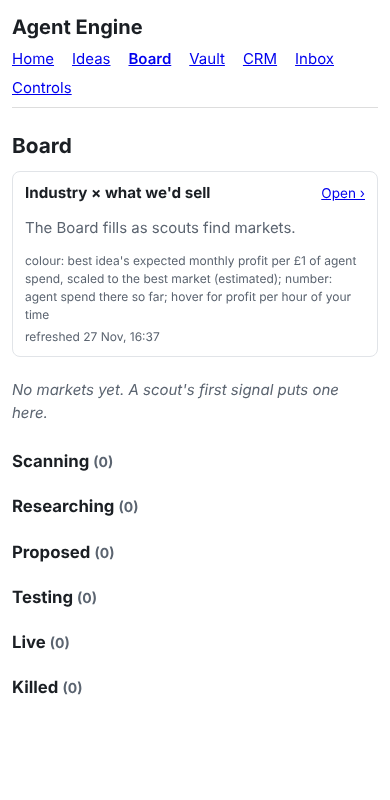 Agent Engine
Home Ideas Board Vault CRM Inbox
Controls
Board
Industry × what we'd sell Open ›
The Board fills as scouts find markets.
colour: best idea's expected monthly profit per £1 of agent
spend, scaled to the best market (estimated); number:
agent spend there so far; hover for profit per hour of your
time
refreshed 27 Nov, 16:37
No markets yet. A scout's first signal puts one
here.
Scanning (0)
Researching (0)
Proposed (0)
Testing (0)
Live (0)
Killed (0)